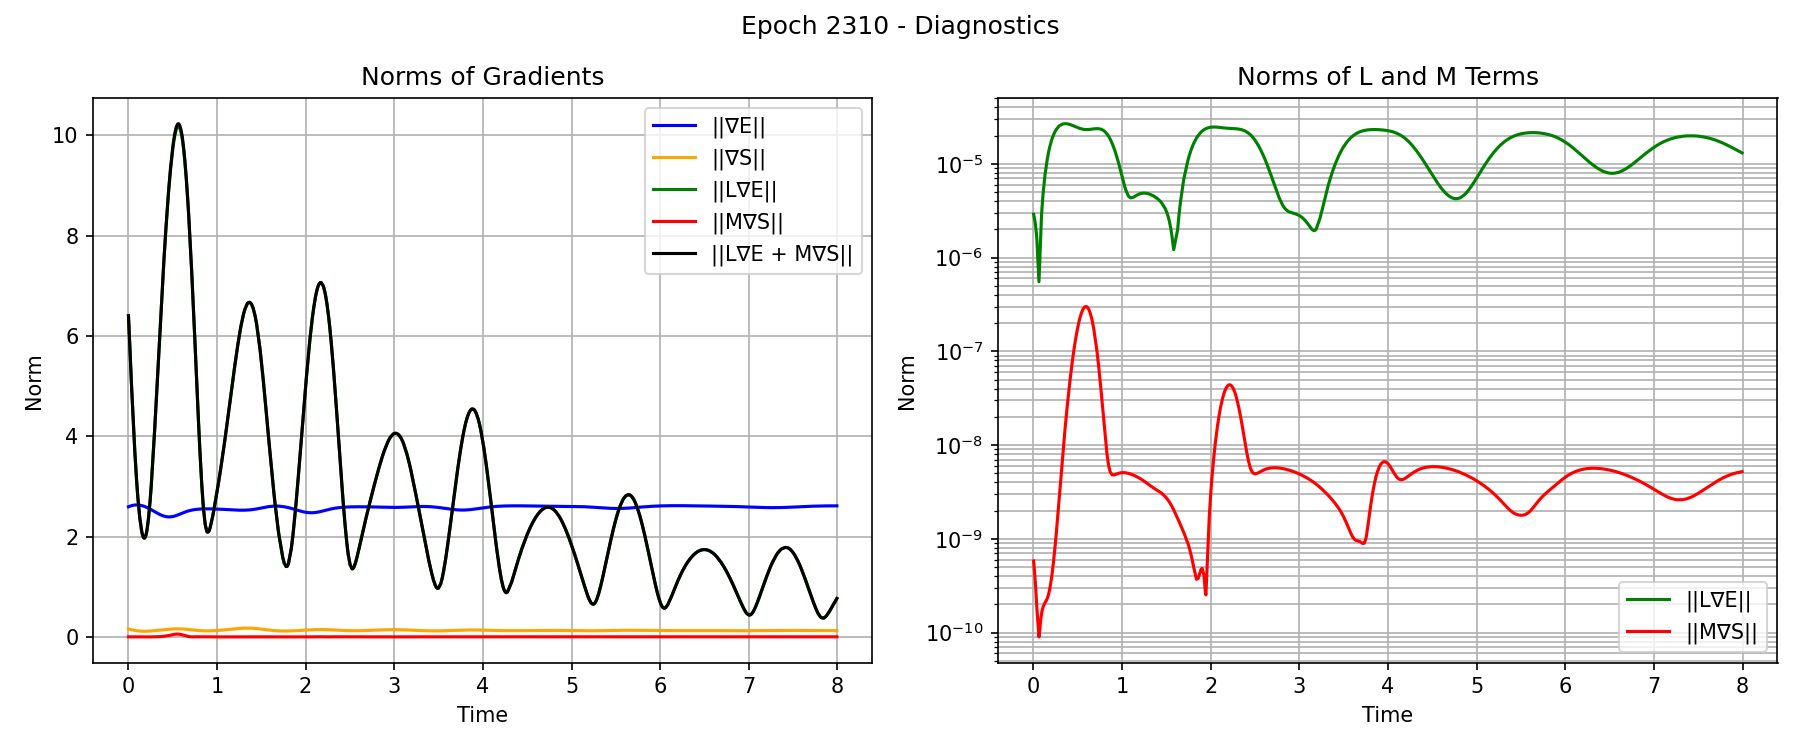 Epoch 2310 - Diagnostics
Norms of Gradients
Norm
10
8
6
4
2
0
0 1 2 3 4 5 6 7 8
Time
||∇E||
||∇S||
||L∇E||
||M∇S||
||L∇E + M∇S||
Norms of L and M Terms
Norm
10⁻⁵
10⁻⁶
10⁻⁷
10⁻⁸
10⁻⁹
10⁻¹⁰
0 1 2 3 4 5 6 7 8
Time
||L∇E||
||M∇S||